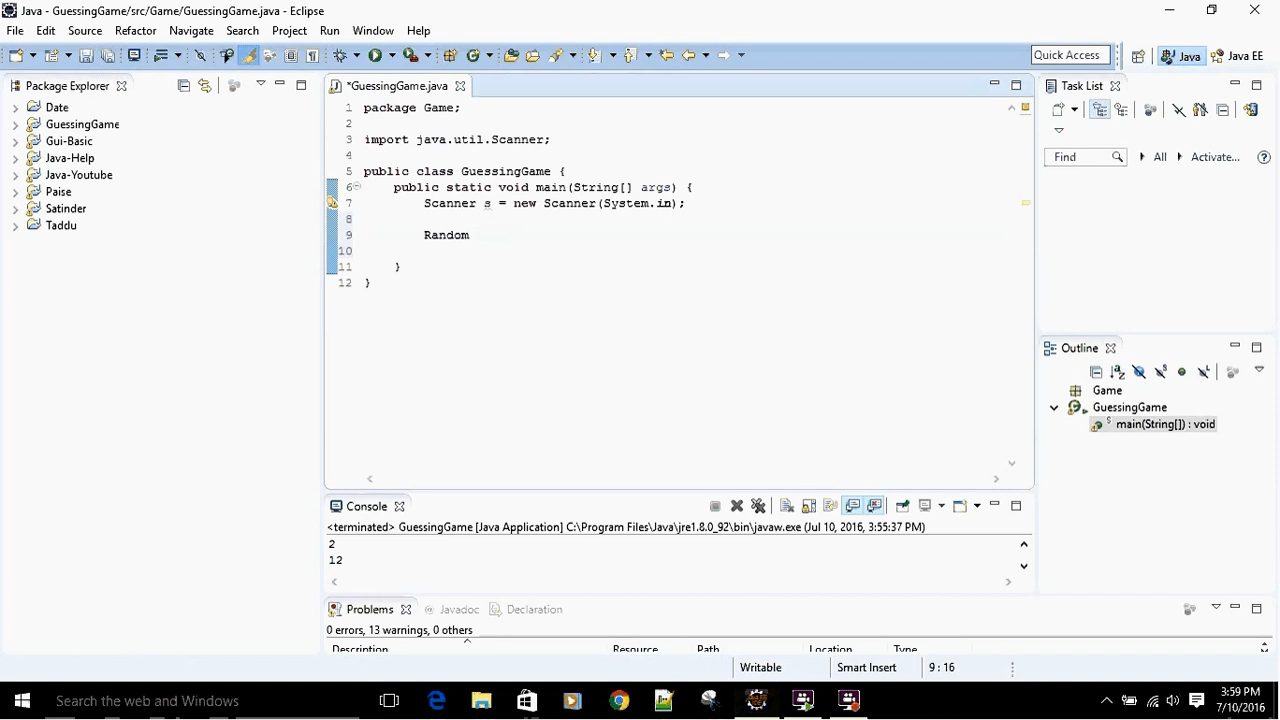 Java - GuessingGame/src/Game/GuessingGame.java - Eclipse
File Edit Source Refactor Navigate Search Project Run Window Help
Quick Access
Java
Java EE
Package Explorer
Date
GuessingGame
Gui-Basic
Java-Help
Java-Youtube
Paise
Satinder
Taddu
*GuessingGame.java
1 package Game;
2
3 import java.util.Scanner;
4
5 public class GuessingGame {
6 public static void main(String[] args) {
7 Scanner s = new Scanner(System.in);
8
9 Random
10
11 }
12 }
Task List
Find
All
Activate...
Outline
Game
GuessingGame
main(String[]) : void
Console
<terminated> GuessingGame [Java Application] C:\Program Files\Java\jre1.8.0_92\bin\javaw.exe (Jul 10, 2016, 3:55:37 PM)
2
12
Problems
Javadoc
Declaration
0 errors, 13 warnings, 0 others
Description Resource Path Location Type
Writable Smart Insert 9 : 16
Search the web and Windows
3:59 PM
7/10/2016